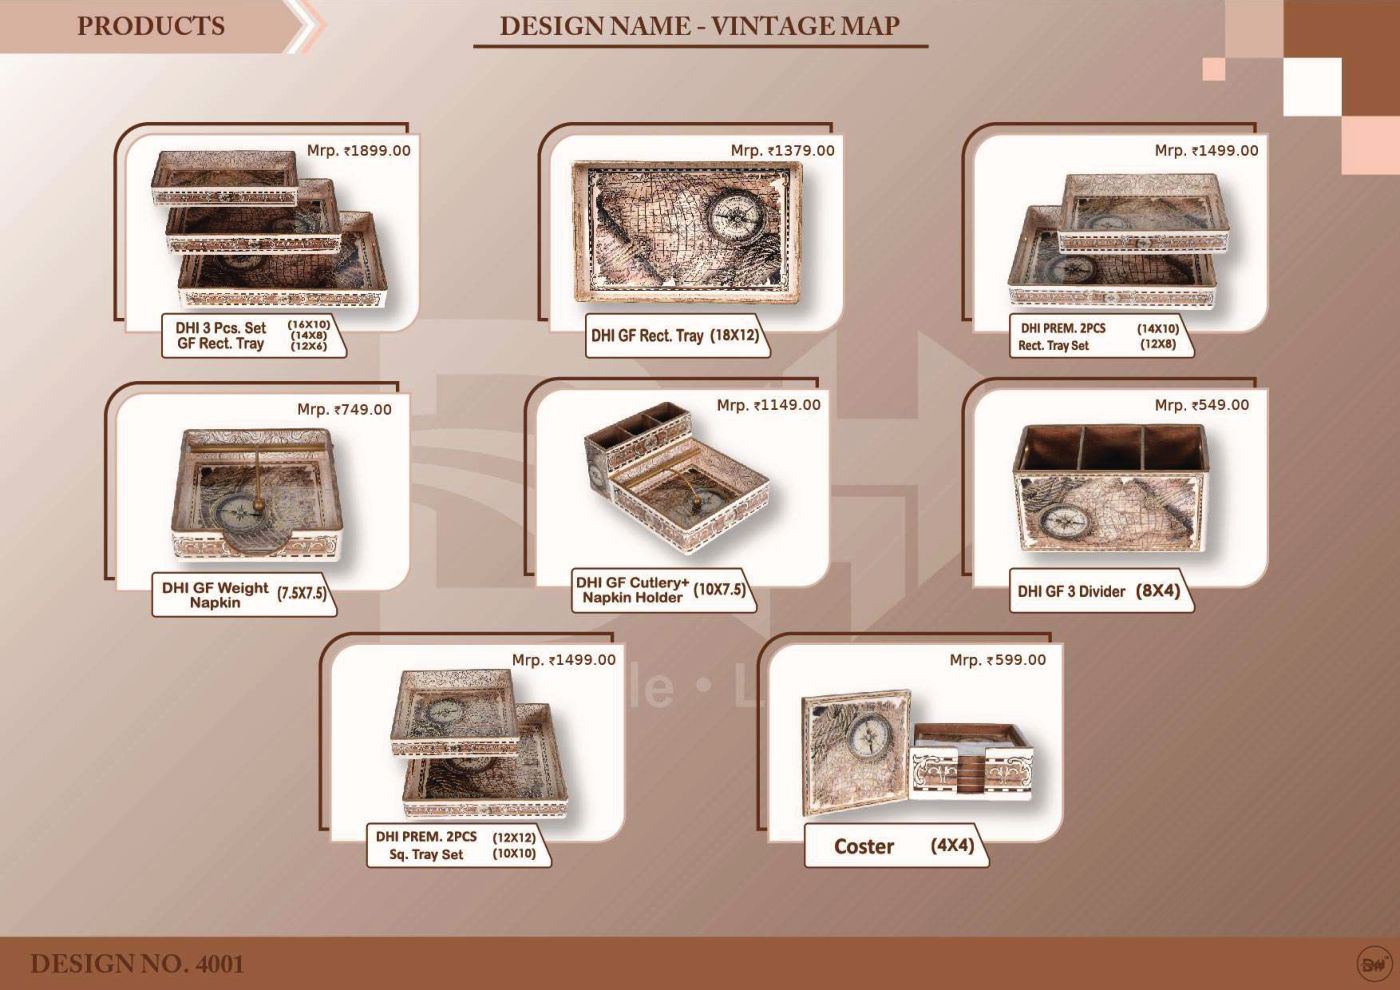 PRODUCTS
DESIGN NAME - VINTAGE MAP
Mrp. ₹1899.00
DHI 3 Pcs. Set (16X10)
GF Rect. Tray (14X8)
(12X6)
Mrp. ₹1379.00
DHI GF Rect. Tray (18X12)
Mrp. ₹1499.00
DHI PREM. 2PCS (14X10)
Rect. Tray Set (12X8)
Mrp. ₹749.00
DHI GF Weight
Napkin (7.5X7.5)
Mrp. ₹1149.00
DHI GF Cutlery+
Napkin Holder (10X7.5)
Mrp. ₹549.00
DHI GF 3 Divider (8X4)
Mrp. ₹1499.00
DHI PREM. 2PCS (12X12)
Sq. Tray Set (10X10)
Mrp. ₹599.00
Coster (4X4)
DESIGN NO. 4001